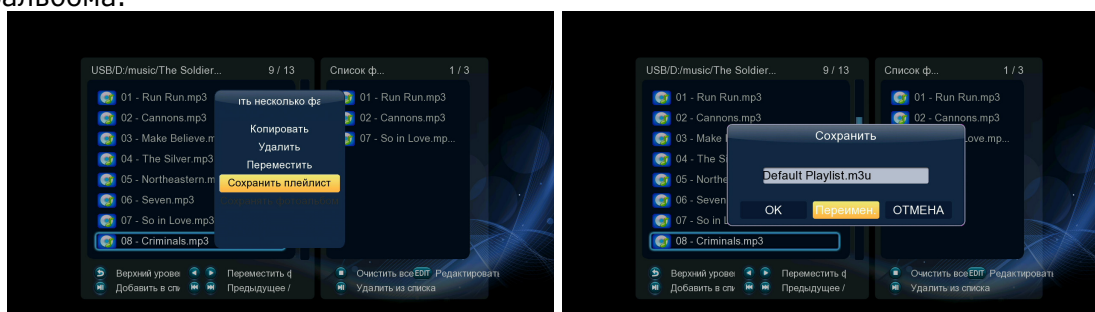 альбома.
USB/D:/music/The Soldier... 9 / 13
Список ф... 1 / 3
01 - Run Run.mp3
02 - Cannons.mp3
03 - Make Believe.m
04 - The Silver.mp3
05 - Northeastern.m
06 - Seven.mp3
07 - So in Love.mp3
08 - Criminals.mp3
ить несколько фа
Копировать
Удалить
Переместить
Сохранить плейлист
01 - Run Run.mp3
02 - Cannons.mp3
07 - So in Love.mp...
Верхний уровеі Переместить ф
Добавить в спи Предыдущее /
Очистить все EDIT Редактировать
Удалить из списка
USB/D:/music/The Soldier... 9 / 13
Список ф... 1 / 3
01 - Run Run.mp3
02 - Cannons.mp3
03 - Make
04 - The S
05 - Northe
06 - Seven
07 - So in L
08 - Criminals.mp3
Сохранить
Default Playlist.m3u
OK Переимен. ОТМЕНА
01 - Run Run.mp3
02 - Cannons.mp3
Love.mp...
Верхний уровеі Переместить ф
Добавить в спи Предыдущее /
Очистить все EDIT Редактировать
Удалить из списка